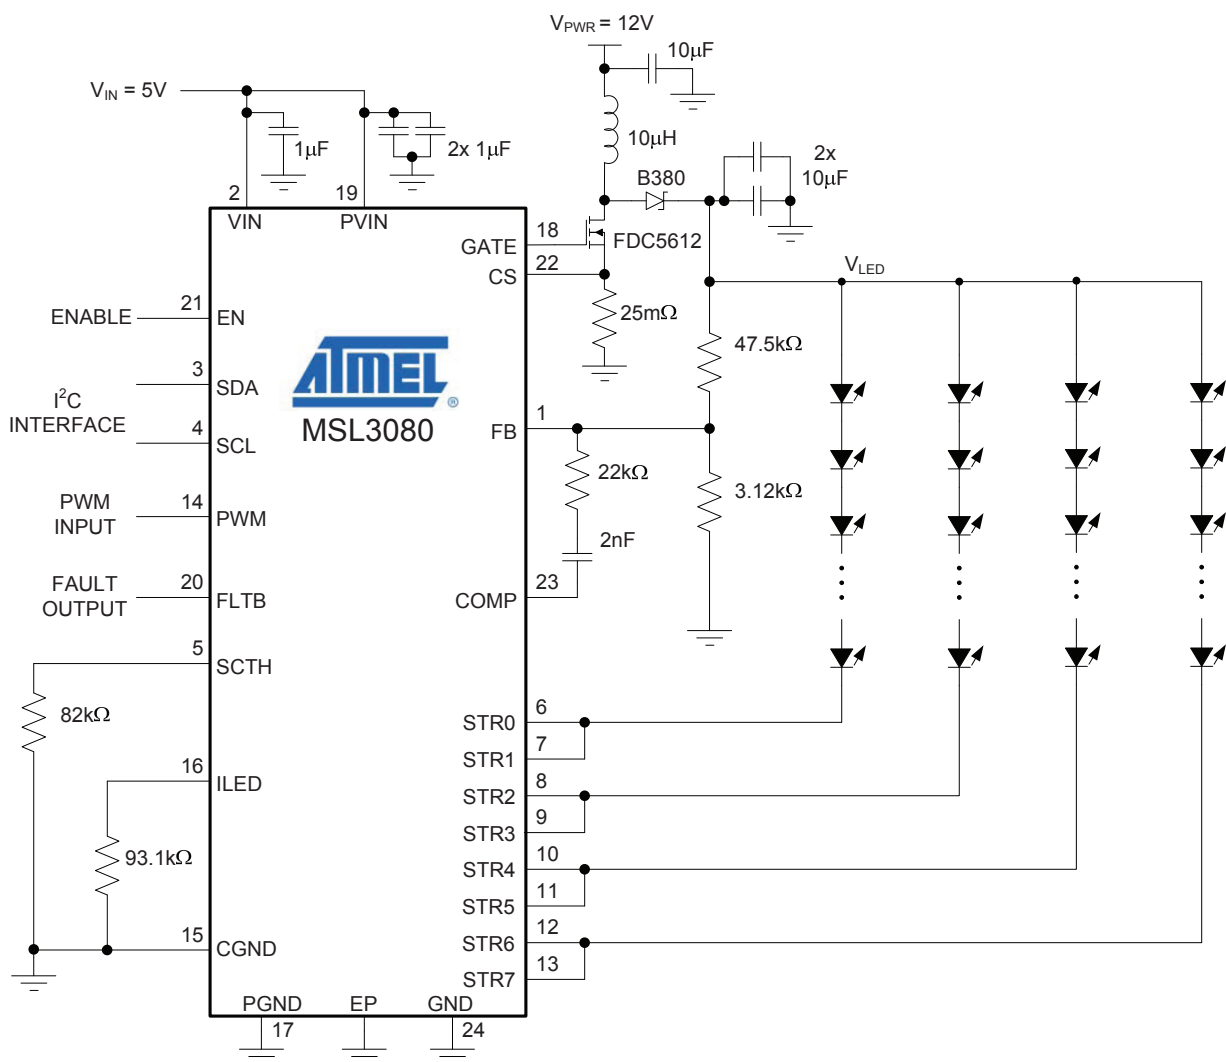 VPWR = 12V
10μF
VIN = 5V
1μF
2x 1μF
10μH
B380
2x
10μF
2
19
VIN
PVIN
18
GATE
FDC5612
22
CS
VLED
25mΩ
ENABLE
21
EN
ATMEL
®
MSL3080
47.5kΩ
3
SDA
I2C
INTERFACE
4
SCL
1
FB
22kΩ
3.12kΩ
PWM
INPUT
14
PWM
2nF
FAULT
OUTPUT
20
FLTB
23
COMP
5
SCTH
82kΩ
6
STR0
7
STR1
16
ILED
8
STR2
9
STR3
93.1kΩ
10
STR4
11
STR5
15
CGND
12
STR6
13
STR7
PGND
EP
GND
17
24